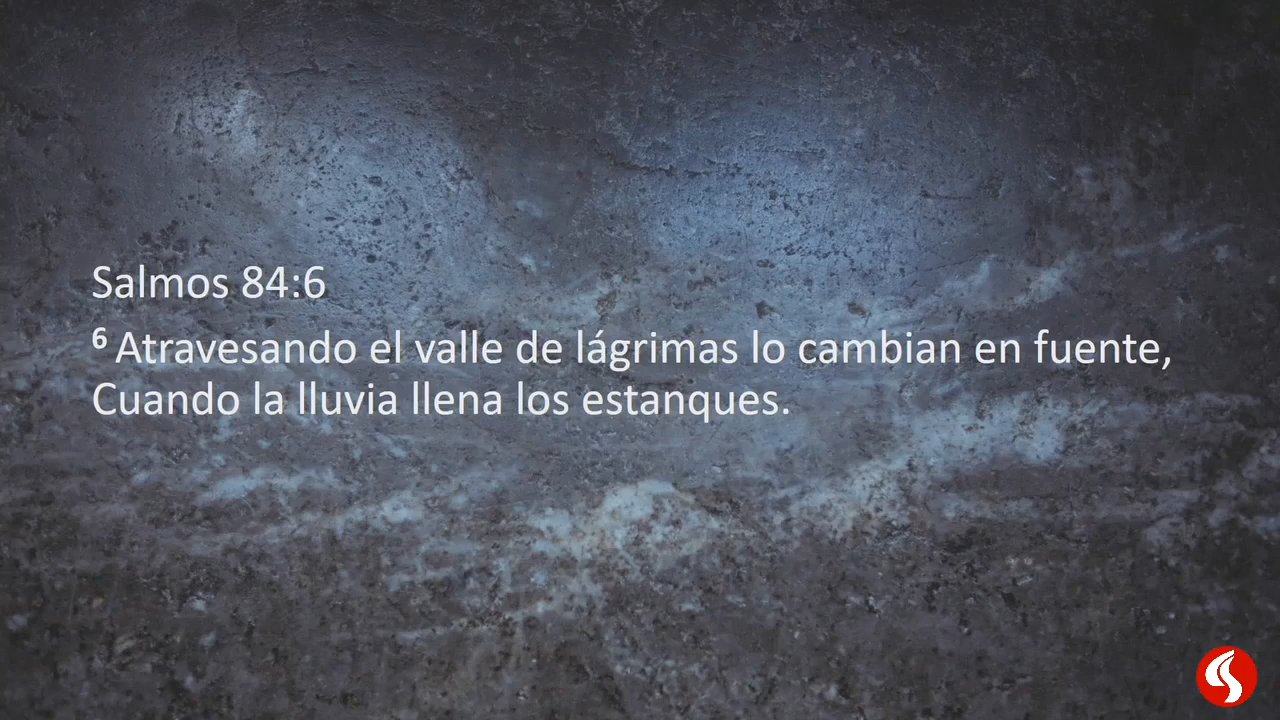 Salmos 84:6
6 Atravesando el valle de lágrimas lo cambian en fuente,
Cuando la lluvia llena los estanques.